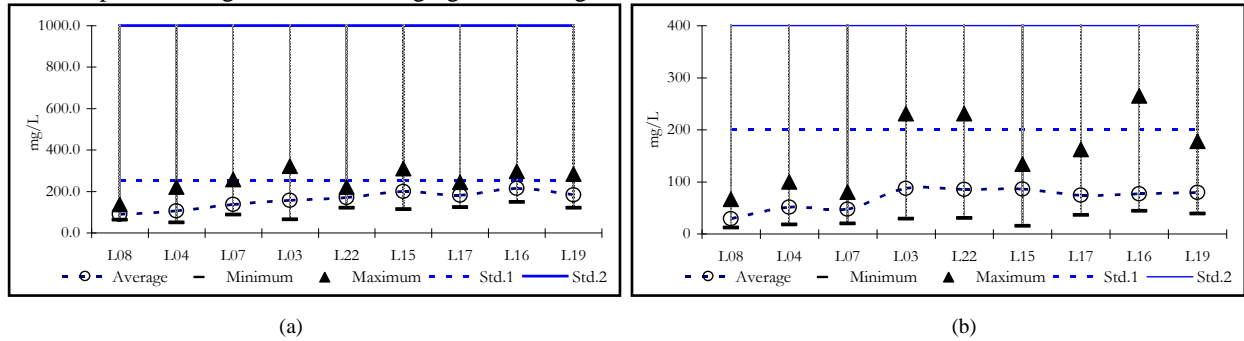 1000.0
800.0
600.0
400.0
200.0
0.0
mg/L
L08 L04 L07 L03 L22 L15 L17 L16 L19
Average Minimum Maximum Std.1 Std.2
(a)
400
300
200
100
0
mg/L
L08 L04 L07 L03 L22 L15 L17 L16 L19
Average Minimum Maximum Std.1 Std.2
(b)